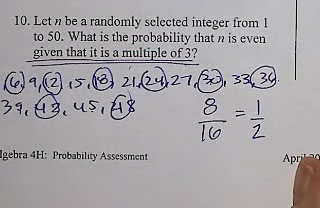 10. Let n be a randomly selected integer from 1
to 50. What is the probability that n is even
given that it is a multiple of 3?
6, 9, 12, 15, 18, 21, 24, 27, 30, 33, 36
39, 42, 45, 48
8/16 = 1/2
lgebra 4H: Probability Assessment
April 20